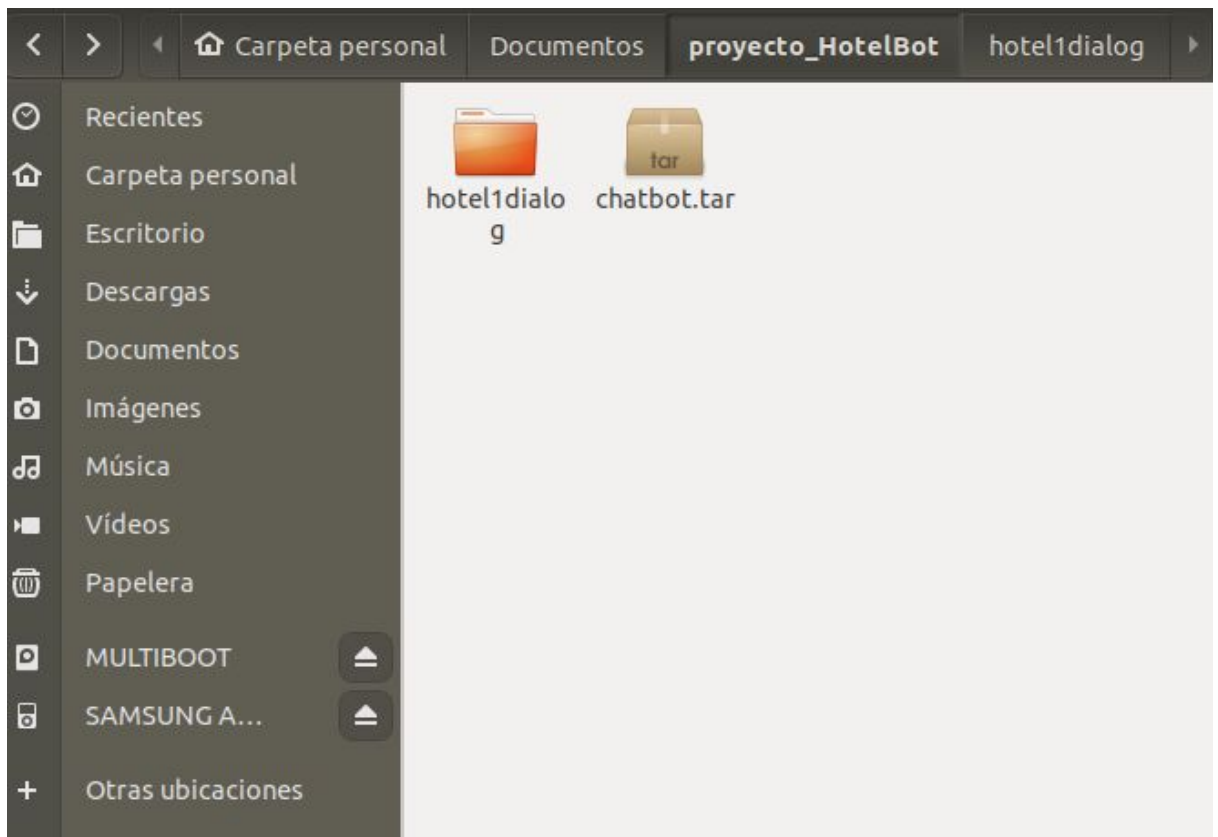 Carpeta personal Documentos proyecto_HotelBot hotel1dialog
Recientes
Carpeta personal
Escritorio
Descargas
Documentos
Imágenes
Música
Vídeos
Papelera
MULTIBOOT
SAMSUNG A...
Otras ubicaciones
tar
hotel1dialo
g
chatbot.tar